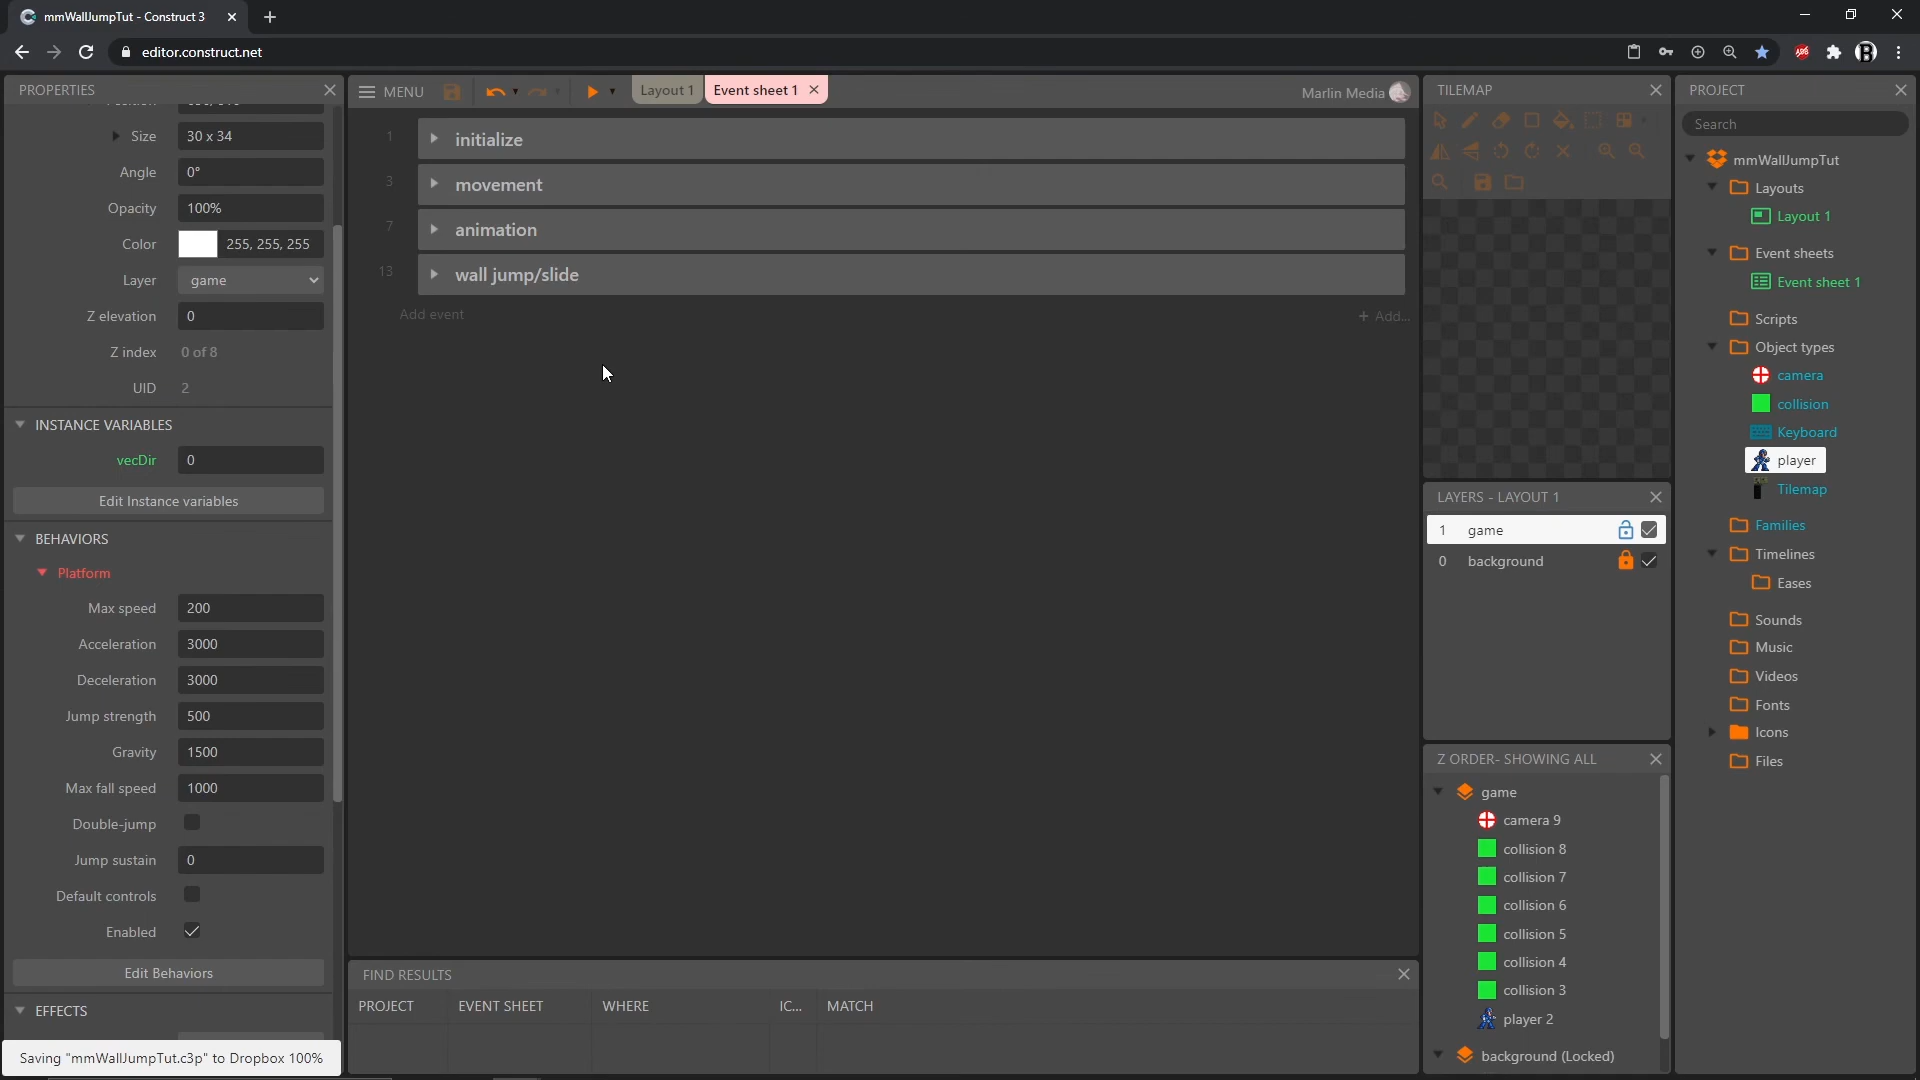 mmWallJumpTut - Construct 3
editor.construct.net
PROPERTIES
Size 30 x 34
Angle 0°
Opacity 100%
Color 255, 255, 255
Layer game
Z elevation 0
Z index 0 of 8
UID 2
INSTANCE VARIABLES
vecDir 0
Edit Instance variables
BEHAVIORS
Platform
Max speed 200
Acceleration 3000
Deceleration 3000
Jump strength 500
Gravity 1500
Max fall speed 1000
Double-jump
Jump sustain 0
Default controls
Enabled
Edit Behaviors
EFFECTS
Saving "mmWallJumpTut.c3p" to Dropbox 100%
MENU
Layout 1
Event sheet 1
Marlin Media
1 initialize
3 movement
7 animation
13 wall jump/slide
Add event
+ Add...
FIND RESULTS
PROJECT EVENT SHEET WHERE IC... MATCH
TILEMAP
LAYERS - LAYOUT 1
1 game
0 background
Z ORDER- SHOWING ALL
game
camera 9
collision 8
collision 7
collision 6
collision 5
collision 4
collision 3
player 2
background (Locked)
PROJECT
Search
mmWallJumpTut
Layouts
Layout 1
Event sheets
Event sheet 1
Scripts
Object types
camera
collision
Keyboard
player
Tilemap
Families
Timelines
Eases
Sounds
Music
Videos
Fonts
Icons
Files